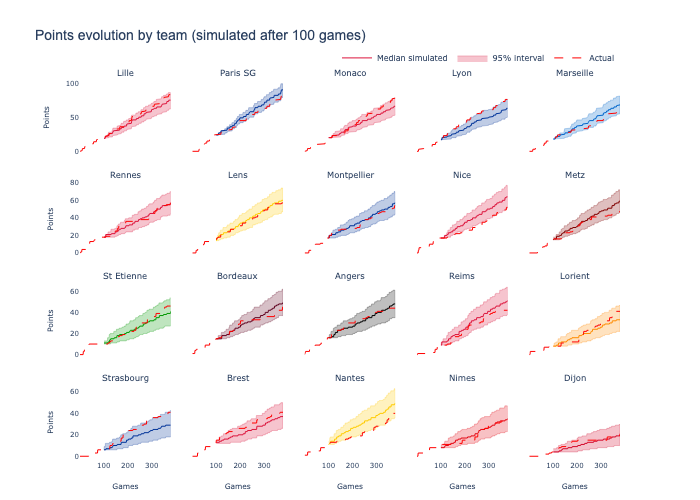 Points evolution by team (simulated after 100 games)
Median simulated 95% interval Actual
Lille Paris SG Monaco Lyon Marseille
100
50
0
Points
Rennes Lens Montpellier Nice Metz
80
60
40
20
0
Points
St Etienne Bordeaux Angers Reims Lorient
60
40
20
0
Points
Strasbourg Brest Nantes Nimes Dijon
60
40
20
0
Points
100 200 300 100 200 300 100 200 300 100 200 300 100 200 300
Games Games Games Games Games